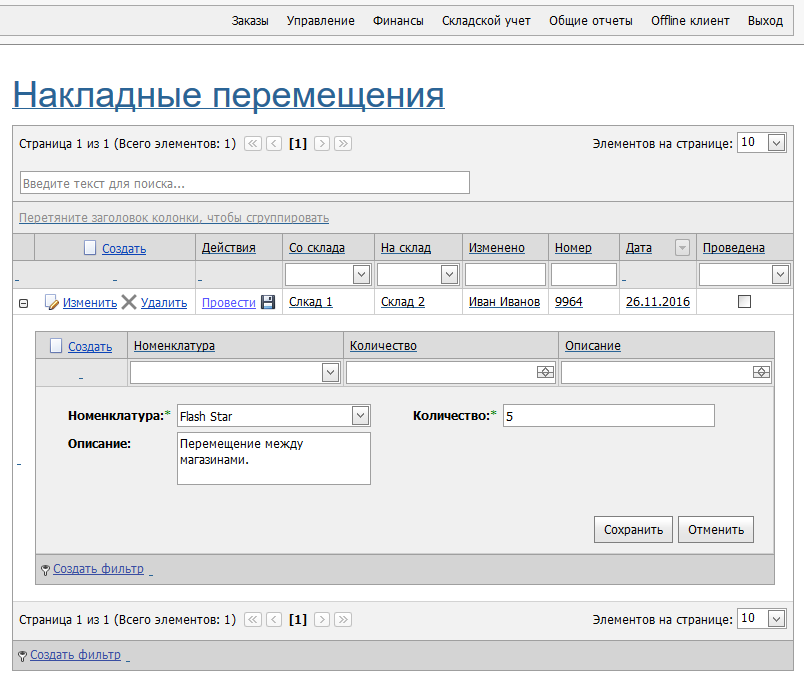 Заказы Управление Финансы Складской учет Общие отчеты Offline клиент Выход
Накладные перемещения
Страница 1 из 1 (Всего элементов: 1) [1] Элементов на странице: 10
Введите текст для поиска...
Перетяните заголовок колонки, чтобы сгруппировать
Создать Действия Со склада На склад Изменено Номер Дата Проведена
Изменить Удалить Провести Слкад 1 Склад 2 Иван Иванов 9964 26.11.2016
Создать Номенклатура Количество Описание
Номенклатура:* Flash Star Количество:* 5
Описание: Перемещение между
магазинами.
Сохранить Отменить
Создать фильтр
Страница 1 из 1 (Всего элементов: 1) [1] Элементов на странице: 10
Создать фильтр